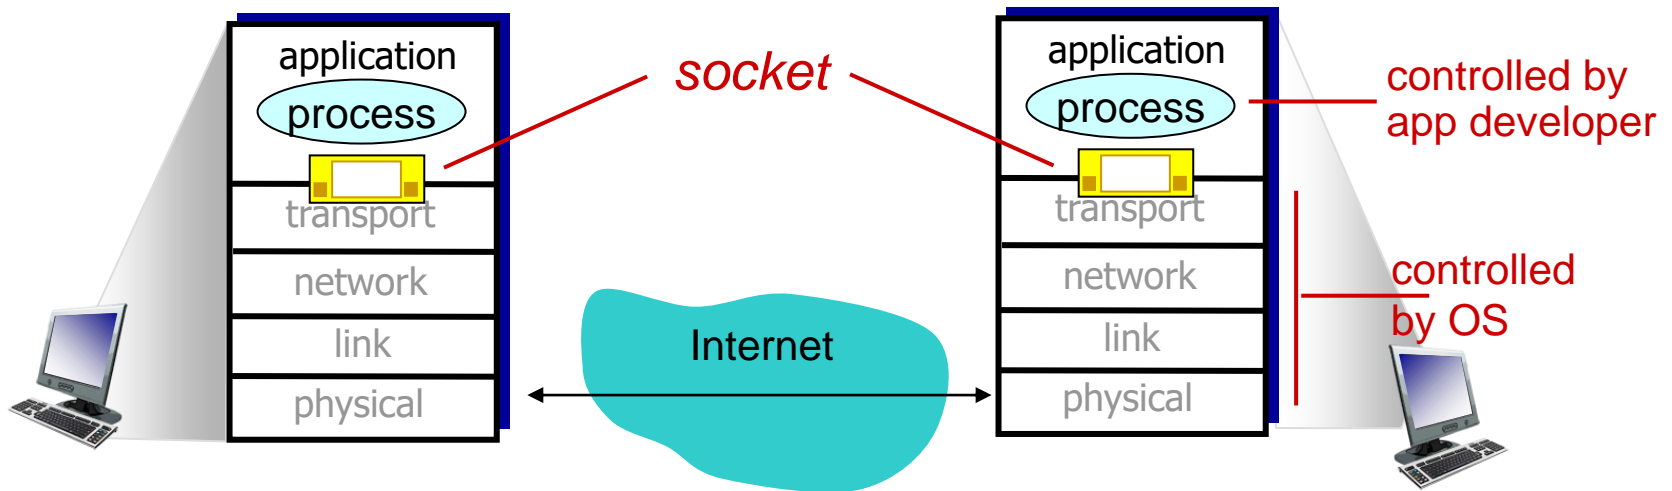 application
process
transport
network
link
physical
socket
Internet
application
process
transport
network
link
physical
controlled by
app developer
controlled
by OS